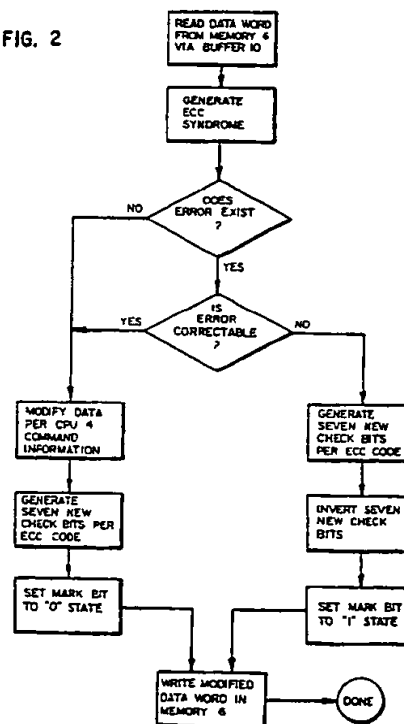 FIG. 2
READ DATA WORD
FROM MEMORY 6
VIA BUFFER 10
GENERATE
ECC
SYNDROME
DOES
ERROR EXIST
?
NO
YES
IS
ERROR
CORRECTABLE
?
YES
NO
MODIFY DATA
PER CPU 4
COMMAND
INFORMATION
GENERATE
SEVEN NEW
CHECK BITS PER
ECC CODE
SET MARK BIT
TO "0" STATE
GENERATE
SEVEN NEW
CHECK BITS
PER ECC CODE
INVERT SEVEN
NEW CHECK
BITS
SET MARK BIT
TO "1" STATE
WRITE MODIFIED
DATA WORD IN
MEMORY 6
DONE